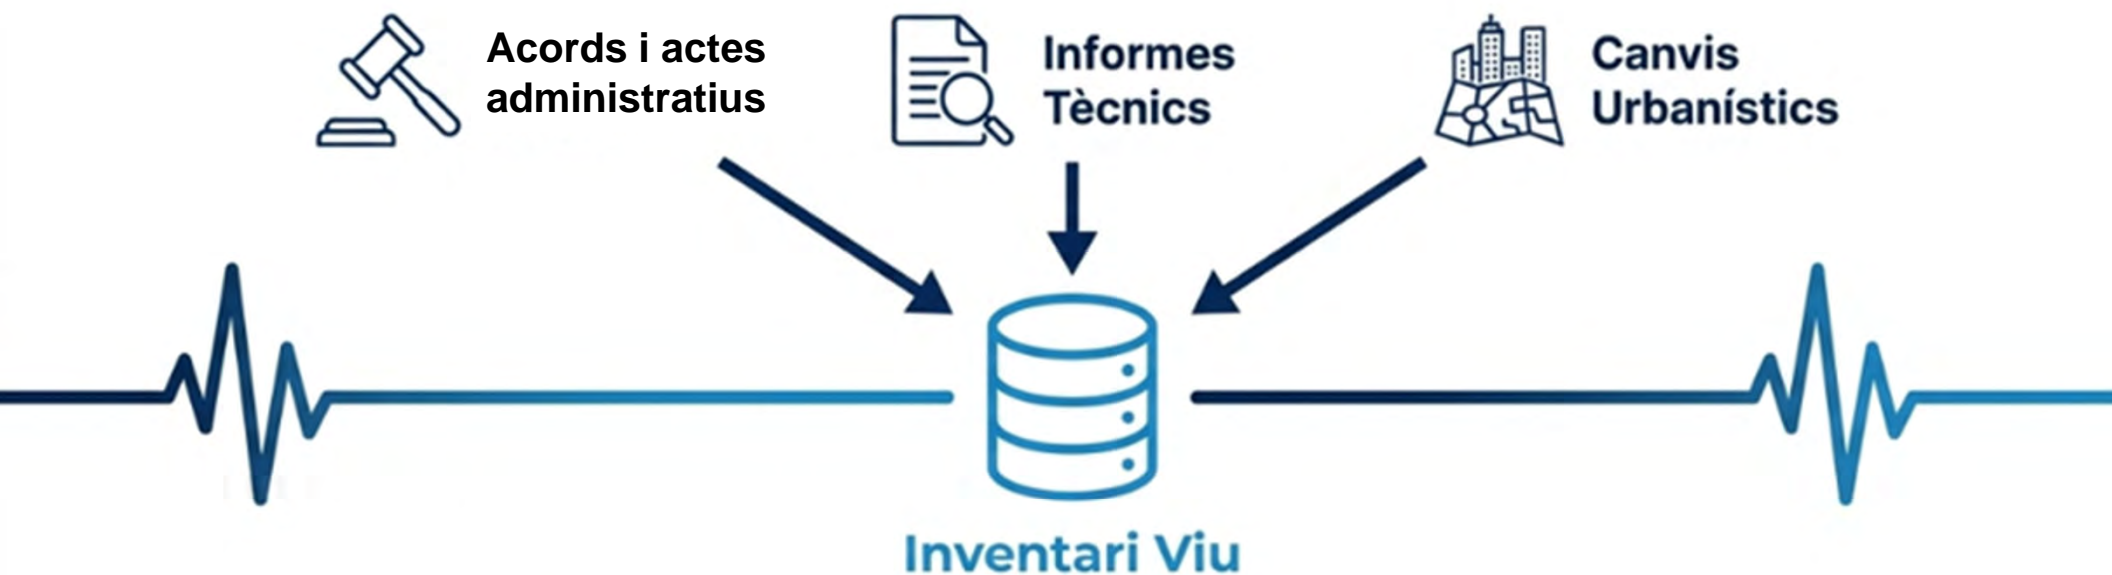 Acords i actes
administratius
Informes
Tècnics
Canvis
Urbanístics
Inventari Viu